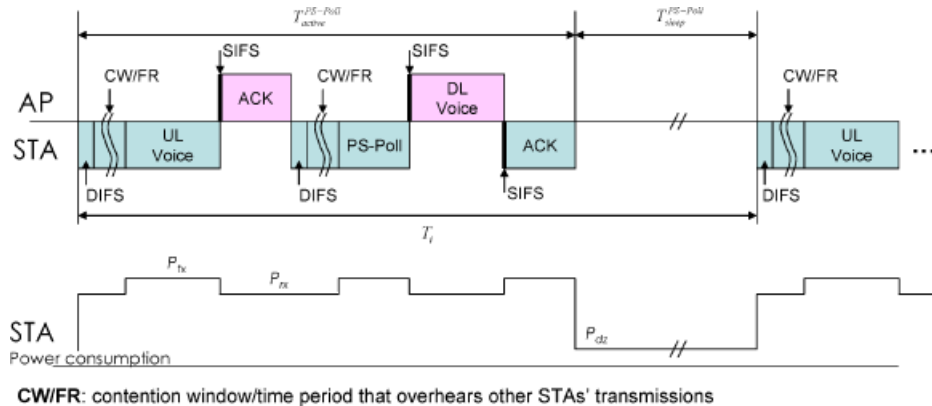 T_active^PS-Poll
T_sleep^PS-Poll
SIFS
SIFS
CW/FR
CW/FR
CW/FR
AP
ACK
DL
Voice
STA
UL
Voice
PS-Poll
ACK
UL
Voice
...
DIFS
DIFS
SIFS
DIFS
T_i
P_tx
P_rx
STA
P_dz
Power consumption
CW/FR: contention window/time period that overhears other STAs' transmissions